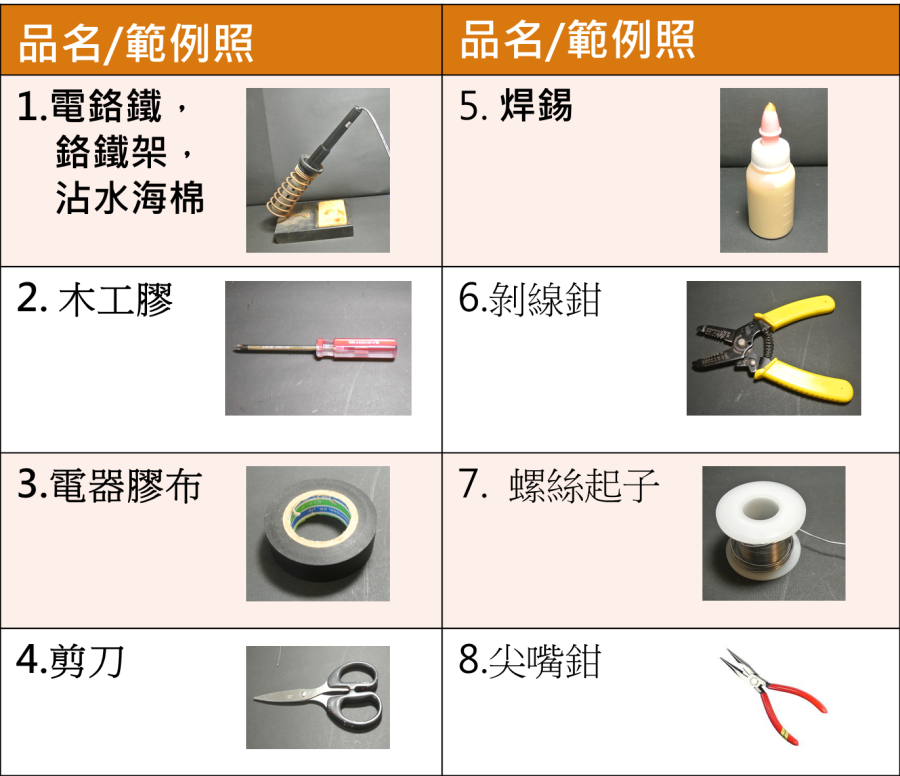 品名/範例照
品名/範例照
1.電鉻鐵，
鉻鐵架，
沾水海棉
5. 焊錫
2. 木工膠
6.剝線鉗
3.電器膠布
7. 螺絲起子
4.剪刀
8.尖嘴鉗